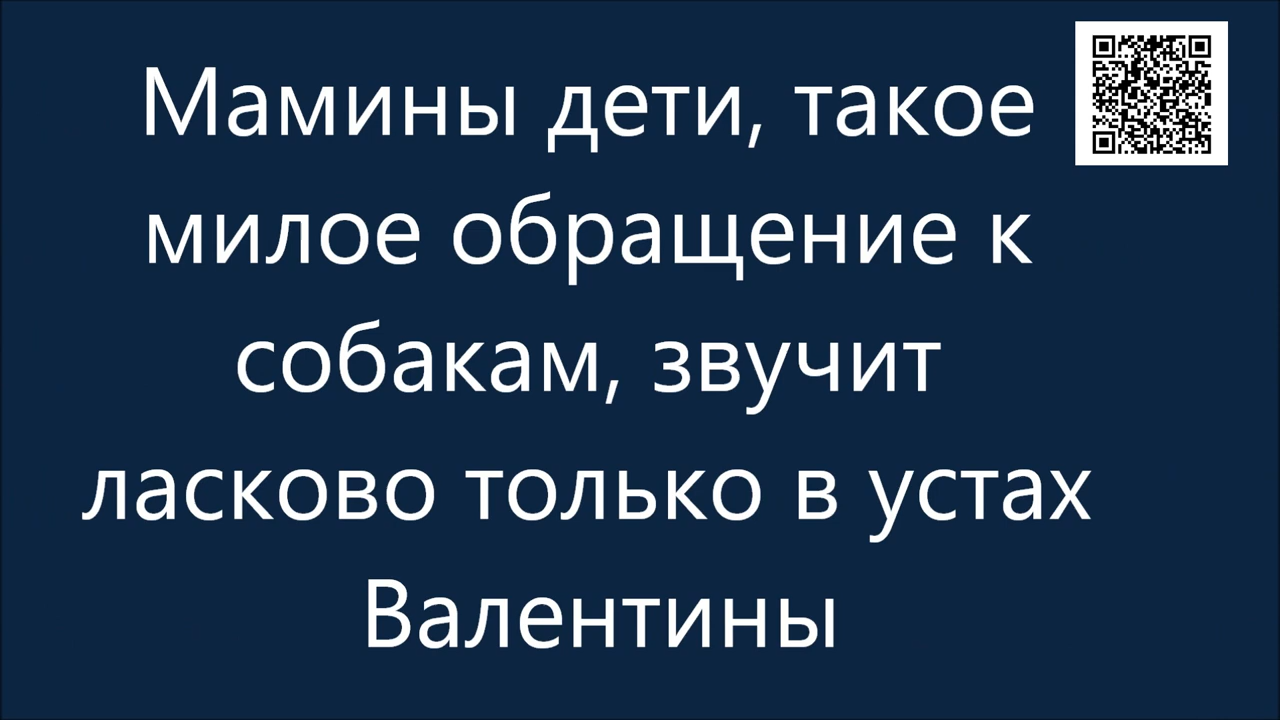 Мамины дети, такое
милое обращение к
собакам, звучит
ласково только в устах
Валентины